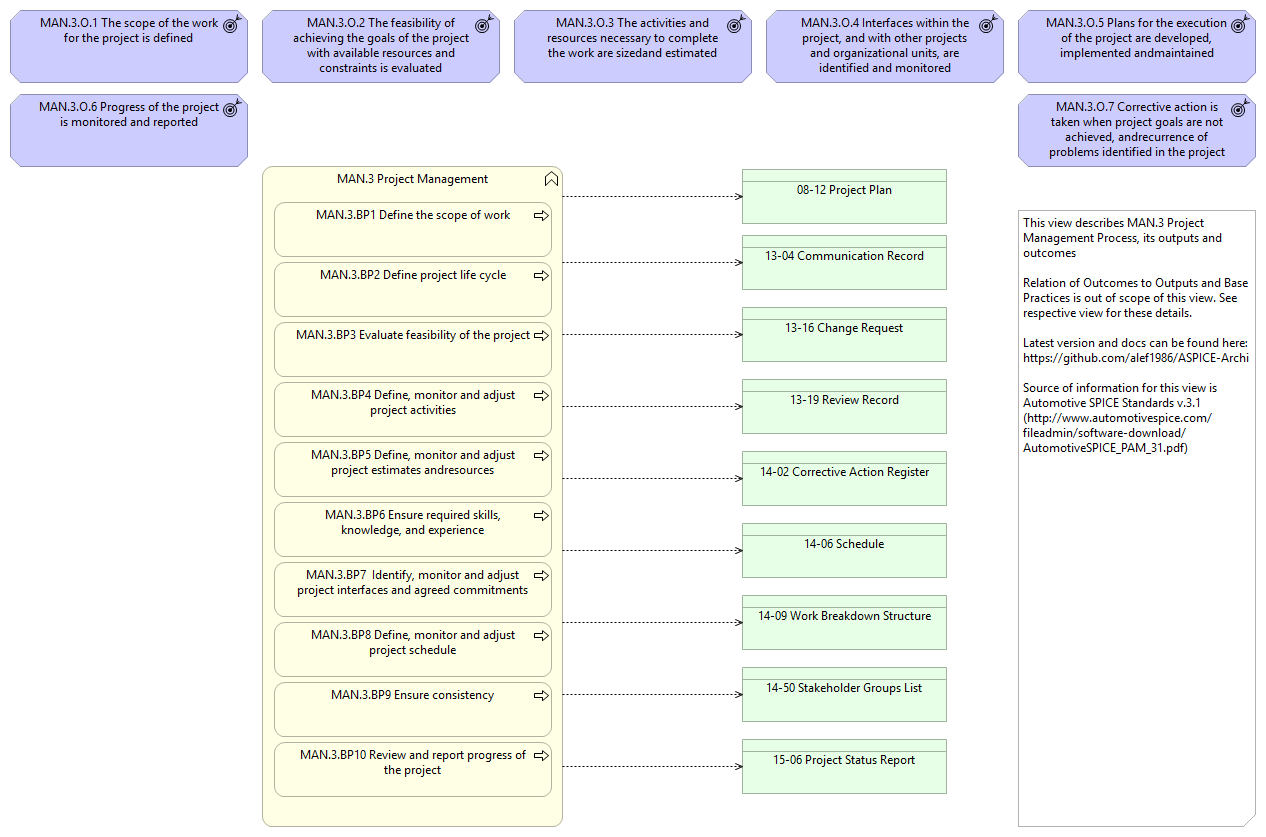 MAN.3.O.1 The scope of the work
for the project is defined
MAN.3.O.2 The feasibility of
achieving the goals of the project
with available resources and
constraints is evaluated
MAN.3.O.3 The activities and
resources necessary to complete
the work are sizedand estimated
MAN.3.O.4 Interfaces within the
project, and with other projects
and organizational units, are
identified and monitored
MAN.3.O.5 Plans for the execution
of the project are developed,
implemented andmaintained
MAN.3.O.6 Progress of the project
is monitored and reported
MAN.3.O.7 Corrective action is
taken when project goals are not
achieved, andrecurrence of
problems identified in the project
MAN.3 Project Management
MAN.3.BP1 Define the scope of work
MAN.3.BP2 Define project life cycle
MAN.3.BP3 Evaluate feasibility of the project
MAN.3.BP4 Define, monitor and adjust
project activities
MAN.3.BP5 Define, monitor and adjust
project estimates andresources
MAN.3.BP6 Ensure required skills,
knowledge, and experience
MAN.3.BP7  Identify, monitor and adjust
project interfaces and agreed commitments
MAN.3.BP8 Define, monitor and adjust
project schedule
MAN.3.BP9 Ensure consistency
MAN.3.BP10 Review and report progress of
the project
08-12 Project Plan
13-04 Communication Record
13-16 Change Request
13-19 Review Record
14-02 Corrective Action Register
14-06 Schedule
14-09 Work Breakdown Structure
14-50 Stakeholder Groups List
15-06 Project Status Report
This view describes MAN.3 Project
Management Process, its outputs and
outcomes
Relation of Outcomes to Outputs and Base
Practices is out of scope of this view. See
respective view for these details.
Latest version and docs can be found here:
https://github.com/alef1986/ASPICE-Archi
Source of information for this view is
Automotive SPICE Standards v.3.1
(http://www.automotivespice.com/
fileadmin/software-download/
AutomotiveSPICE_PAM_31.pdf)